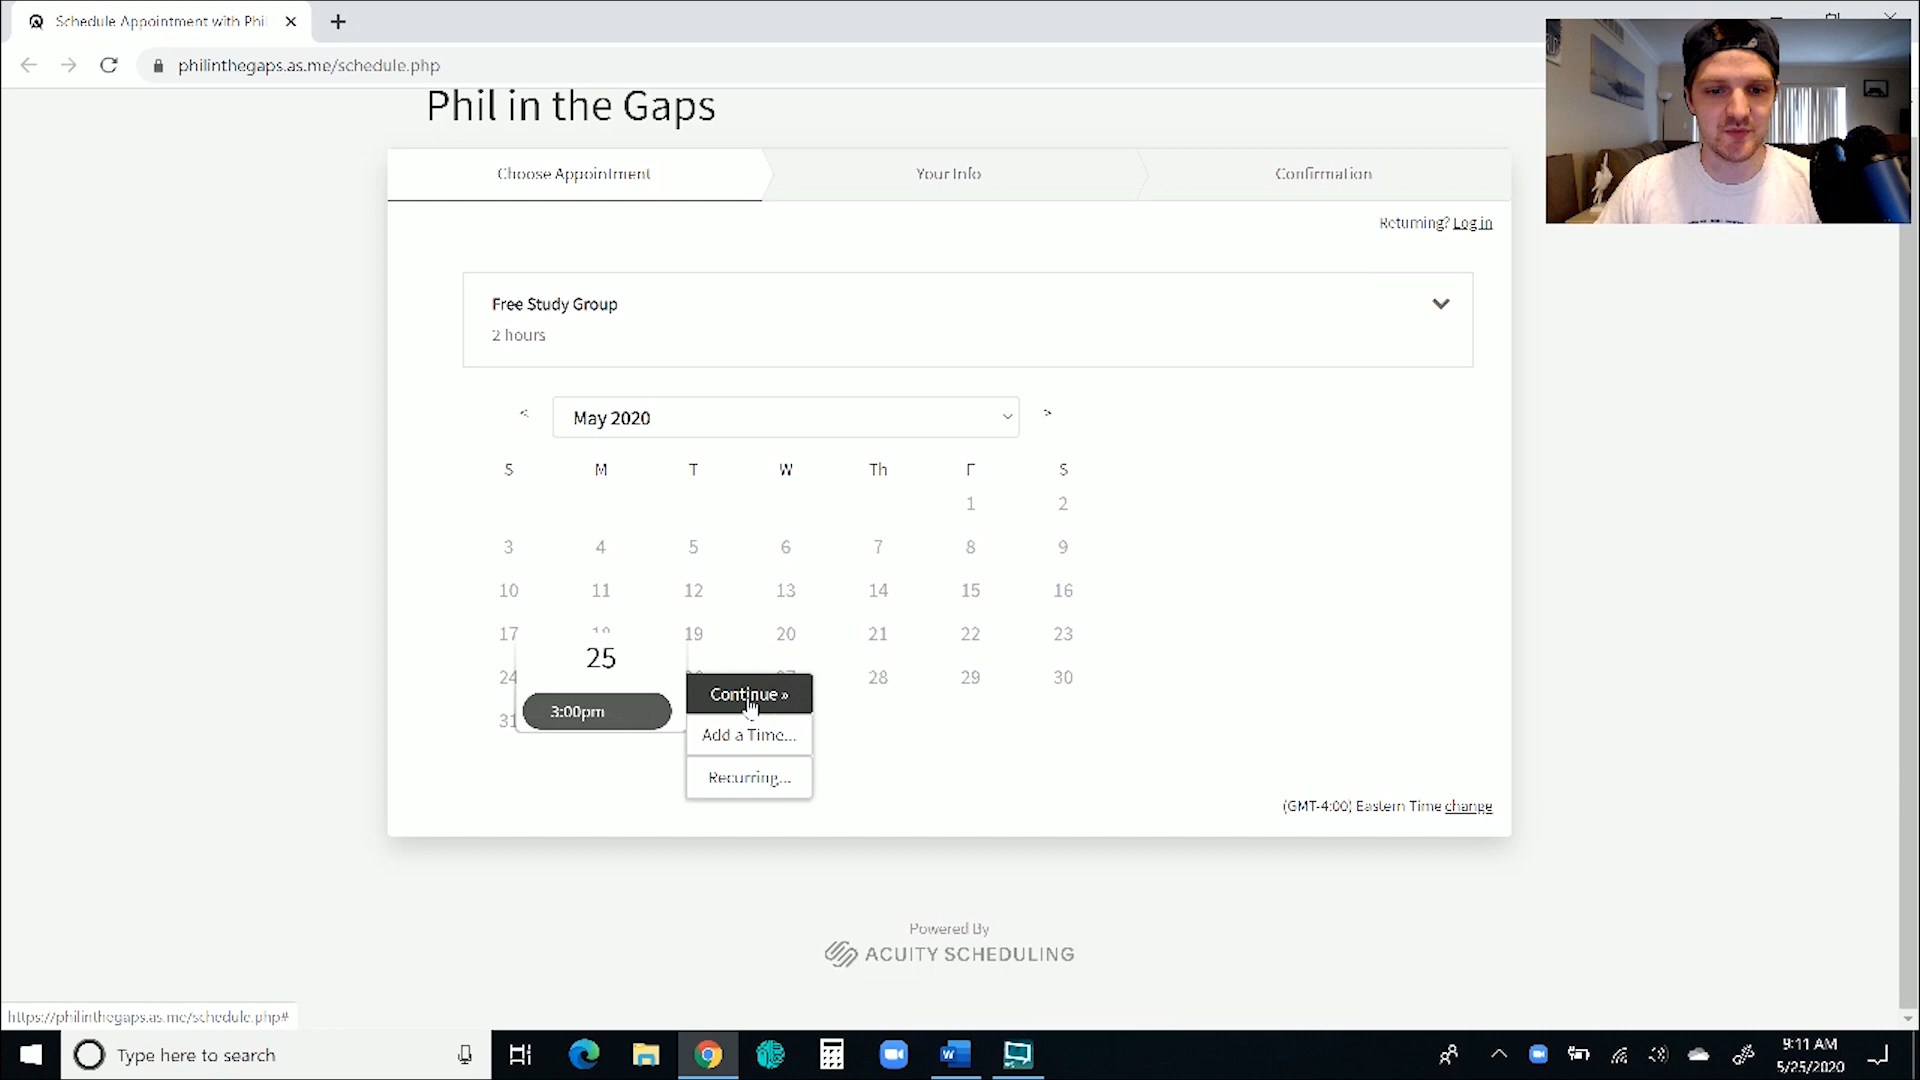 Schedule Appointment with Phil
philinthegaps.as.me/schedule.php
Phil in the Gaps
Choose Appointment
Your Info
Confirmation
Returning? Log in
Free Study Group
2 hours
<
May 2020
>
S M T W Th F S
1 2
3 4 5 6 7 8 9
10 11 12 13 14 15 16
17 19 20 21 22 23
25
24 28 29 30
Continue »
31
3:00pm
Add a Time...
Recurring...
(GMT-4:00) Eastern Time change
Powered By
ACUITY SCHEDULING
https://philinthegaps.as.me/schedule.php#
Type here to search
9:11 AM
5/25/2020